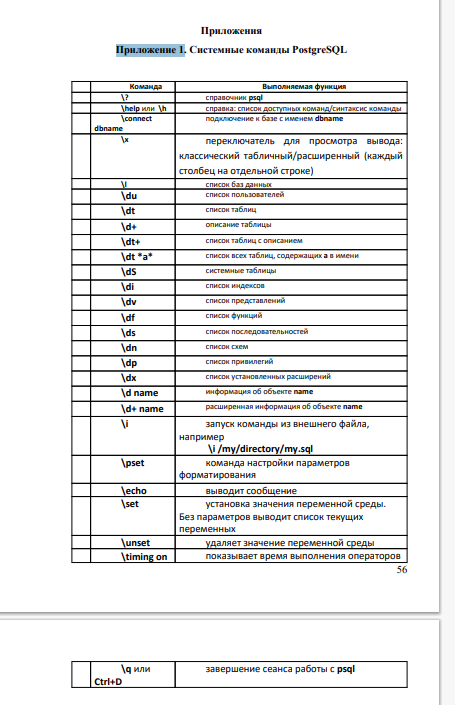 Приложения
Приложение 1. Системные команды PostgreSQL
Команда Выполняемая функция
\? справочник psql
\help или \h справка: список доступных команд/синтаксис команды
\connect подключение к базе с именем dbname
dbname
\x переключатель для просмотра вывода:
классический табличный/расширенный (каждый
столбец на отдельной строке)
\l список баз данных
\du список пользователей
\dt список таблиц
\d+ описание таблицы
\dt+ список таблиц с описанием
\dt *a* список всех таблиц, содержащих a в имени
\dS системные таблицы
\di список индексов
\dv список представлений
\df список функций
\ds список последовательностей
\dn список схем
\dp список привилегий
\dx список установленных расширений
\d name информация об объекте name
\d+ name расширенная информация об объекте name
\i запуск команды из внешнего файла,
например
\i /my/directory/my.sql
\pset команда настройки параметров
форматирования
\echo выводит сообщение
\set установка значения переменной среды.
Без параметров выводит список текущих
переменных
\unset удаляет значение переменной среды
\timing on показывает время выполнения операторов
56
\q или завершение сеанса работы с psql
Ctrl+D